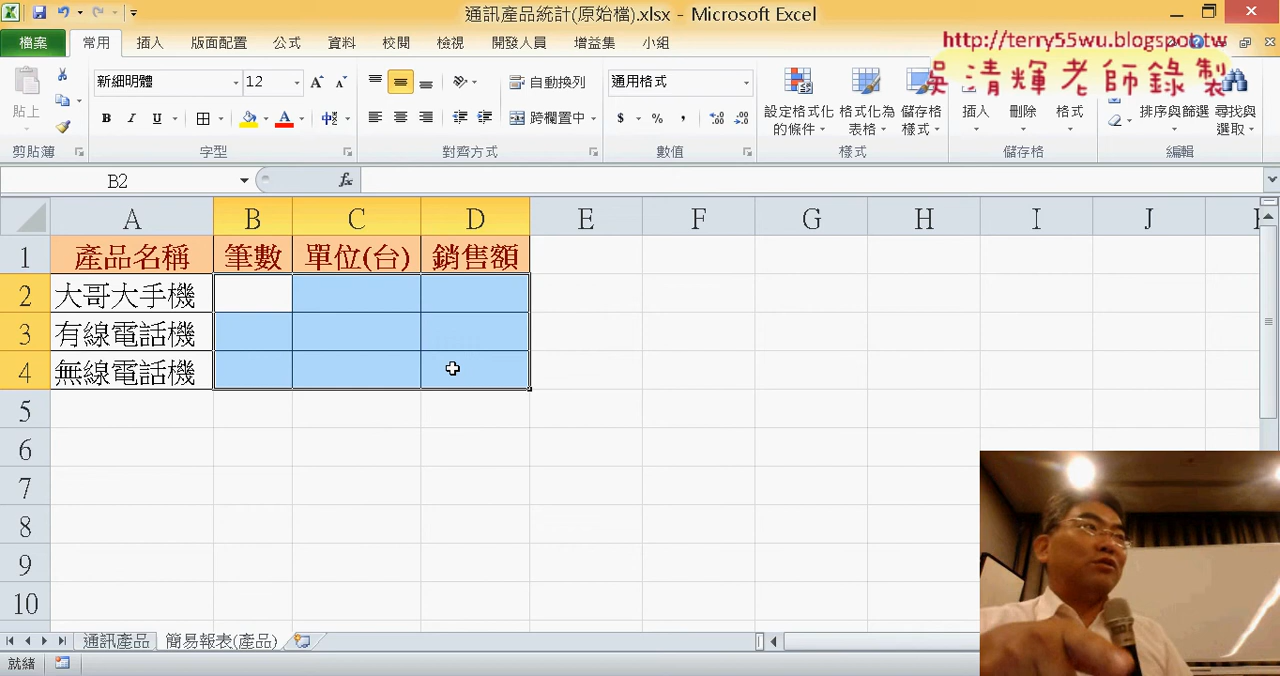 通訊產品統計(原始檔).xlsx - Microsoft Excel
檔案 常用 插入 版面配置 公式 資料 校閱 檢視 開發人員 增益集 小組
http://terry55wu.blogspot.tw
吳清輝老師錄製
貼上
新細明體 12
自動換列
通用格式
設定格式化的條件
格式化為表格
儲存格樣式
插入 刪除 格式
排序與篩選 尋找與選取
B I U
跨欄置中
$ % ,
剪貼簿 字型 對齊方式 數值 樣式 儲存格 編輯
B2 fx
A B C D E F G H I J
1 產品名稱 筆數 單位(台) 銷售額
2 大哥大手機
3 有線電話機
4 無線電話機
5
6
7
8
9
10
通訊產品 簡易報表(產品)
就緒